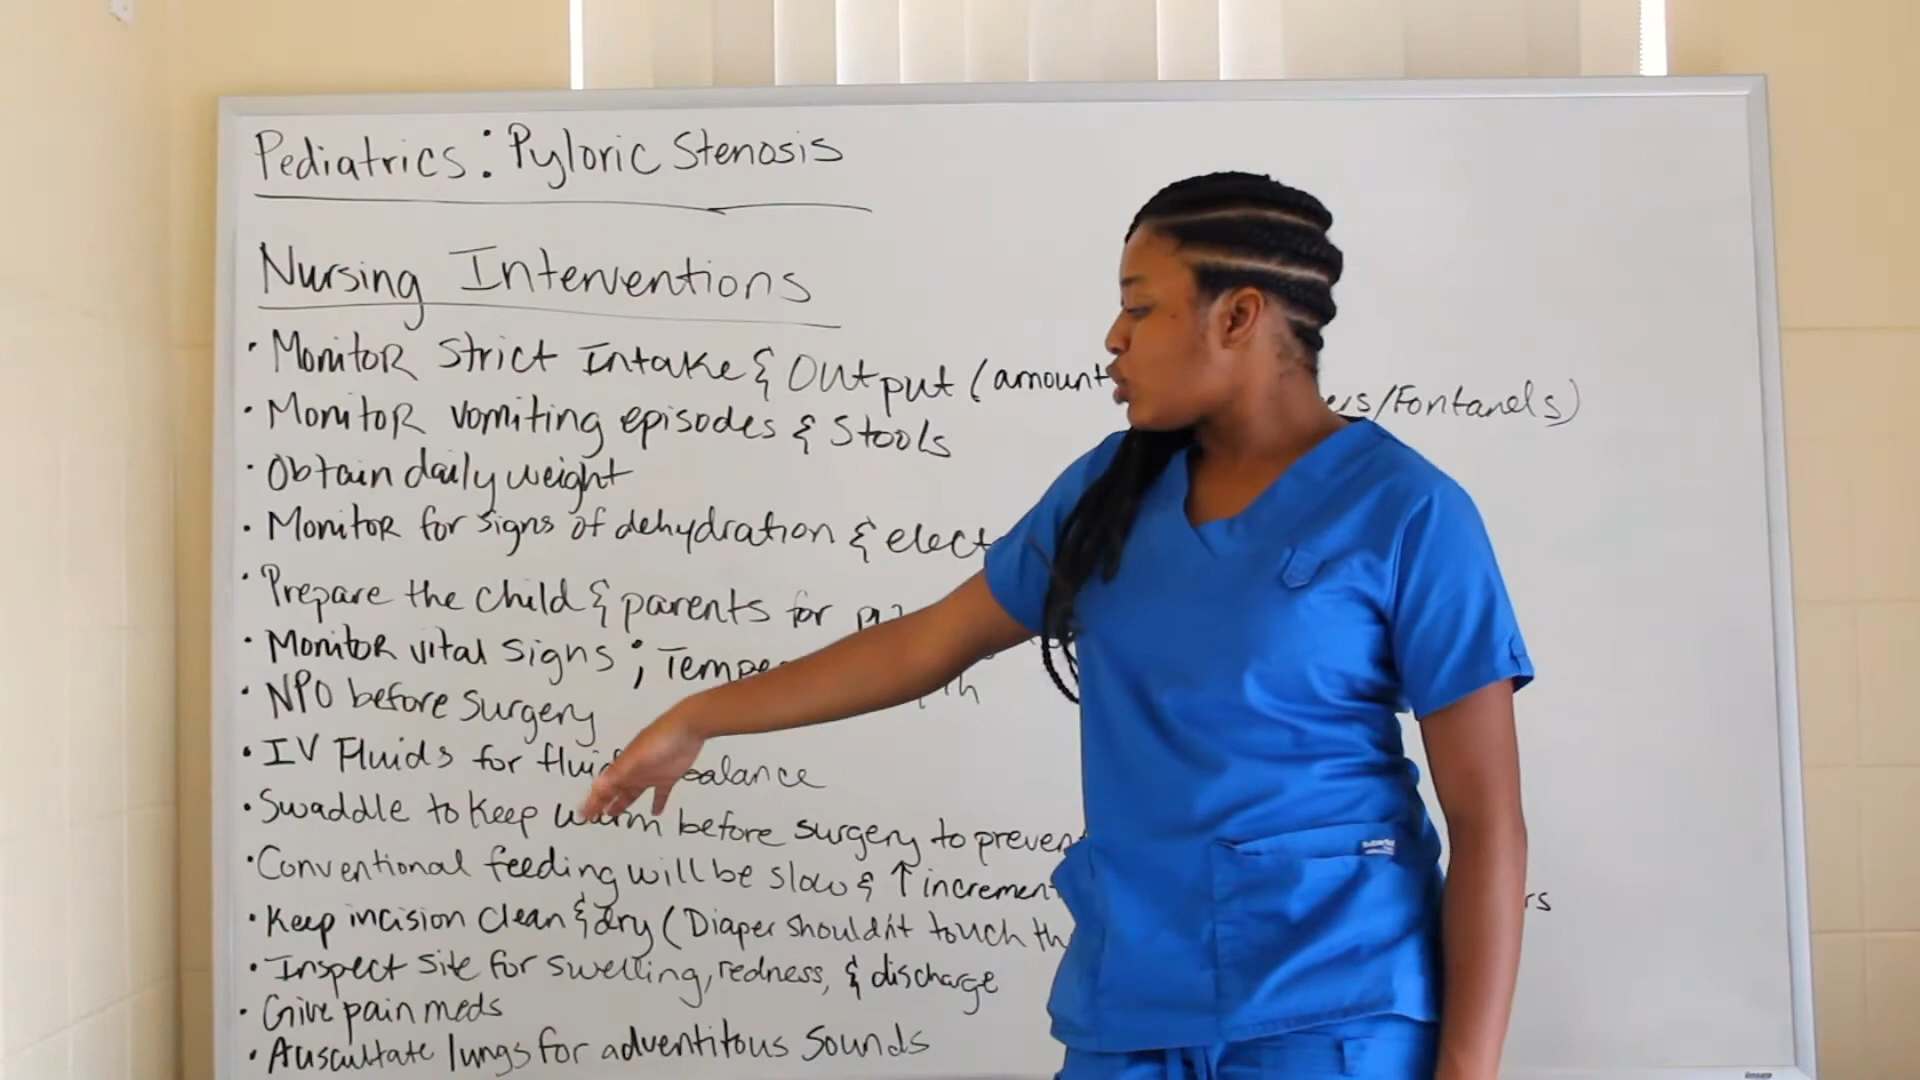 Pediatrics: Pyloric Stenosis
Nursing Interventions
• Monitor strict Intake & Output (amount ers/Fontanels)
• Monitor vomiting episodes & Stools
• Obtain daily weight
• Monitor for signs of dehydration & elect
• Prepare the child & parents for
• Monitor vital signs; Tempe
• NPO before surgery
• IV Fluids for fluid balance
• Swaddle to keep warm before surgery to preven
• Conventional feeding will be slow & ↑ increment rs
• Keep incision clean & dry (Diaper shouldn't touch th
• Inspect site for swelling, redness, & discharge
• Give pain meds
• Auscultate lungs for adventitous sounds